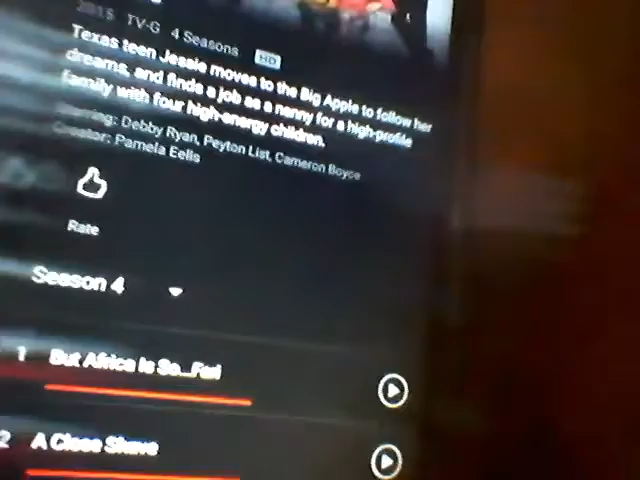 2015 TV-G 4 Seasons HD
Texas teen Jessie moves to the Big Apple to follow her
dreams, and finds a job as a nanny for a high-profile
family with four high-energy children.
Starring: Debby Ryan, Peyton List, Cameron Boyce
Creator: Pamela Eells
Rate
Season 4
1 But Africa Is So...Fari
2 A Close Shave